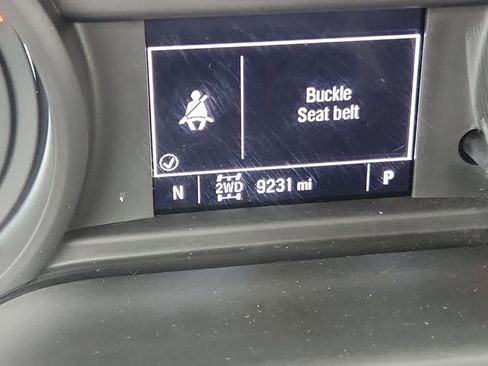 Buckle
Seat belt
N 2WD 9231 mi P